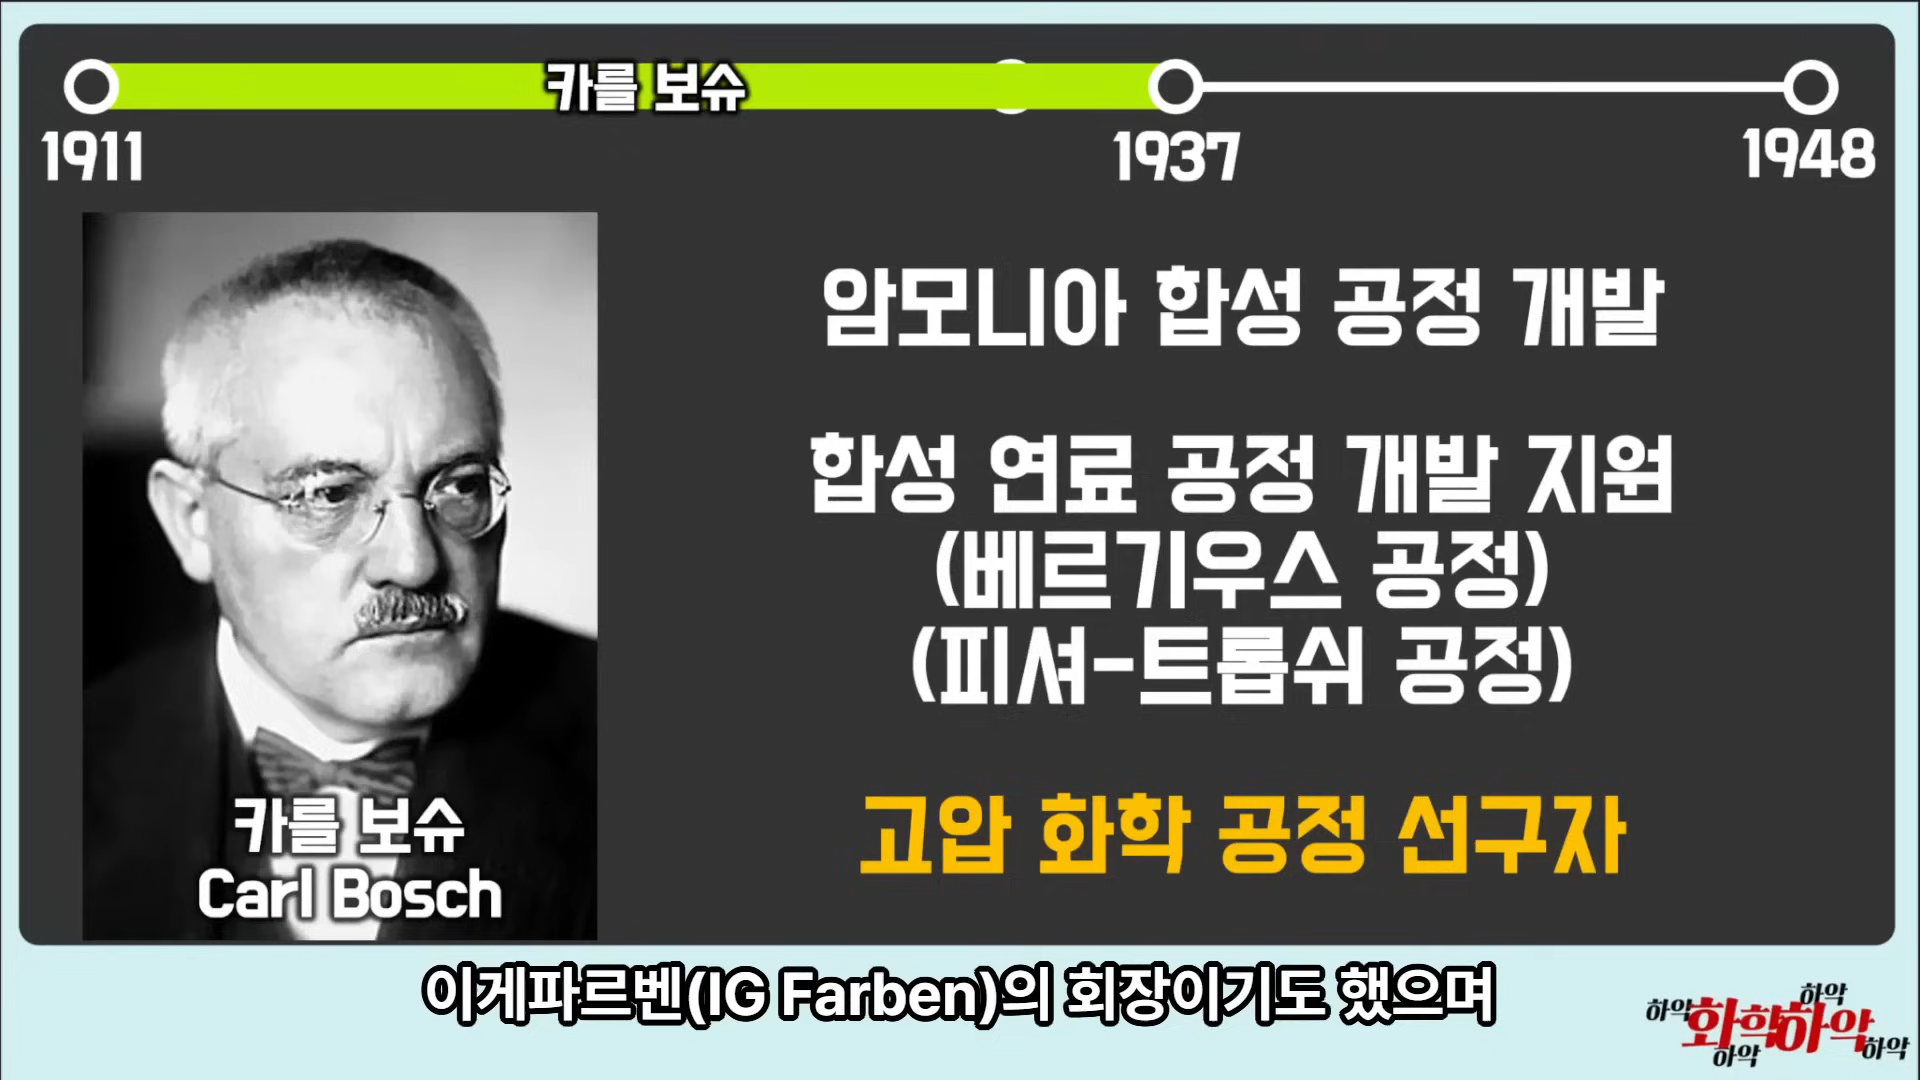 카를 보슈
1911
1937
1948
암모니아 합성 공정 개발
합성 연료 공정 개발 지원
(베르기우스 공정)
(피셔-트롭쉬 공정)
고압 화학 공정 선구자
카를 보슈
Carl Bosch
이게파르벤(IG Farben)의 회장이기도 했으며
하악
하악
화학하악
하악
하악